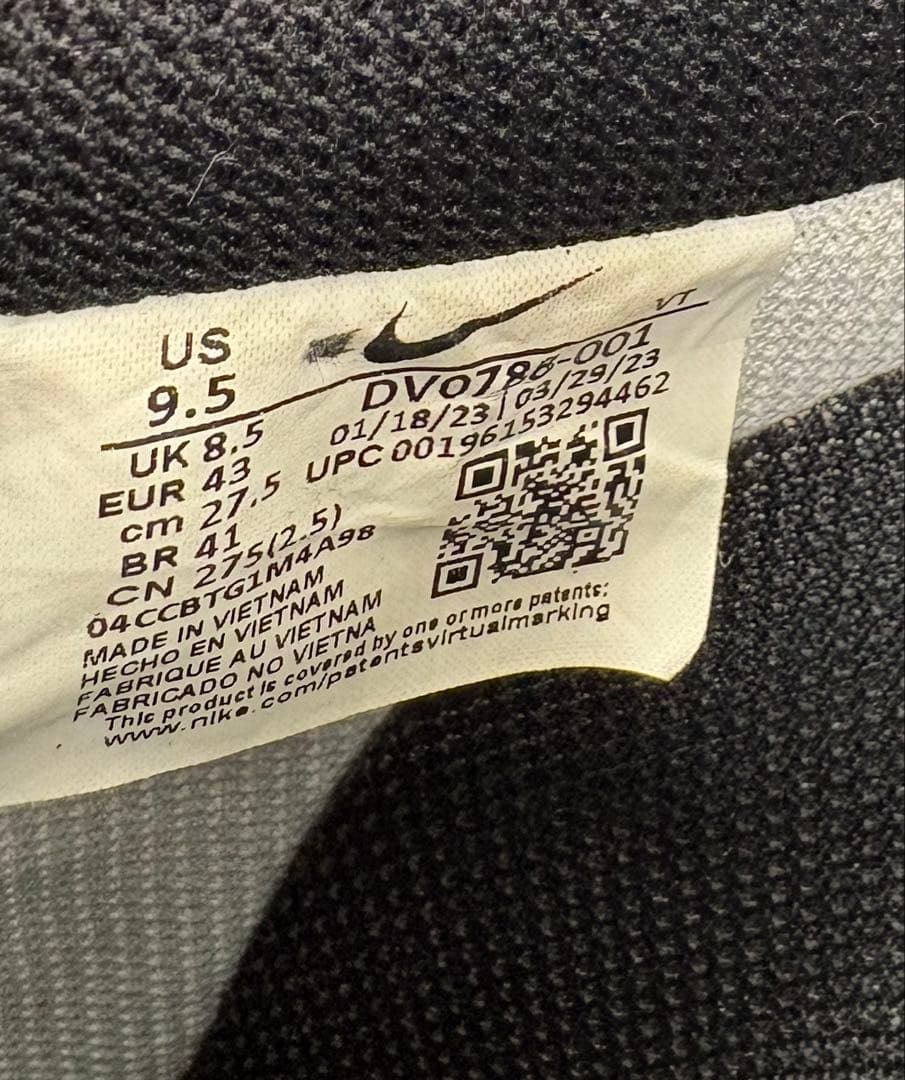 US
9.5
UK 8.5
EUR 43
cm 27.5
BR 41
CN 275(2.5)
04CCBTG1M4A98
MADE IN VIETNAM
HECHO EN VIETNAM
FABRIQUE AU VIETNAM
FABRICADO NO VIETNA
This product is covered by one or more patents:
www.nike.com/patentsvirtualmarking
VT
01/18/23 | 03/29/23
UPC 00196153294462